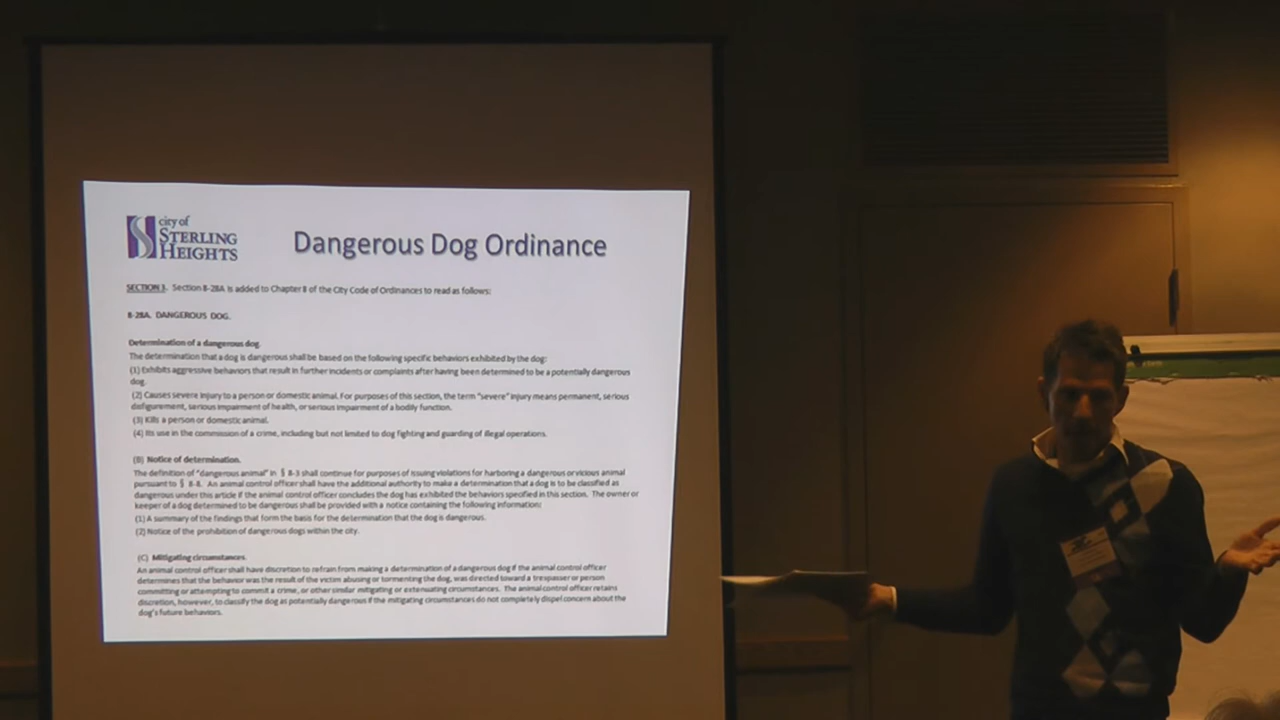 city of
STERLING
HEIGHTS
Dangerous Dog Ordinance
SECTION 3. Section 8-28A is added to Chapter 8 of the City Code of Ordinances to read as follows:
8-28A. DANGEROUS DOG.
Determination of a dangerous dog.
The determination that a dog is dangerous shall be based on the following specific behaviors exhibited by the dog:
(1) Exhibits aggressive behaviors that result in further incidents or complaints after having been determined to be a potentially dangerous
dog.
(2) Causes severe injury to a person or domestic animal. For purposes of this section, the term "severe" injury means permanent, serious
disfigurement, serious impairment of health, or serious impairment of a bodily function.
(3) Kills a person or domestic animal.
(4) Its use in the commission of a crime, including but not limited to dog fighting and guarding of illegal operations.
(B) Notice of determination.
The definition of "dangerous animal" in § 8-3 shall continue for purposes of issuing violations for harboring a dangerous or vicious animal
pursuant to § 8-8. An animal control officer shall have the additional authority to make a determination that a dog is to be classified as
dangerous under this article if the animal control officer concludes the dog has exhibited the behaviors specified in this section. The owner or
keeper of a dog determined to be dangerous shall be provided with a notice containing the following information:
(1) A summary of the findings that form the basis for the determination that the dog is dangerous.
(2) Notice of the prohibition of dangerous dogs within the city.
(C) Mitigating circumstances.
An animal control officer shall have discretion to refrain from making a determination of a dangerous dog if the animal control officer
determines that the behavior was the result of the victim abusing or tormenting the dog, was directed toward a trespasser or person
committing or attempting to commit a crime, or other similar mitigating or extenuating circumstances. The animal control officer retains
discretion, however, to classify the dog as potentially dangerous if the mitigating circumstances do not completely dispel concern about the
dog's future behaviors.